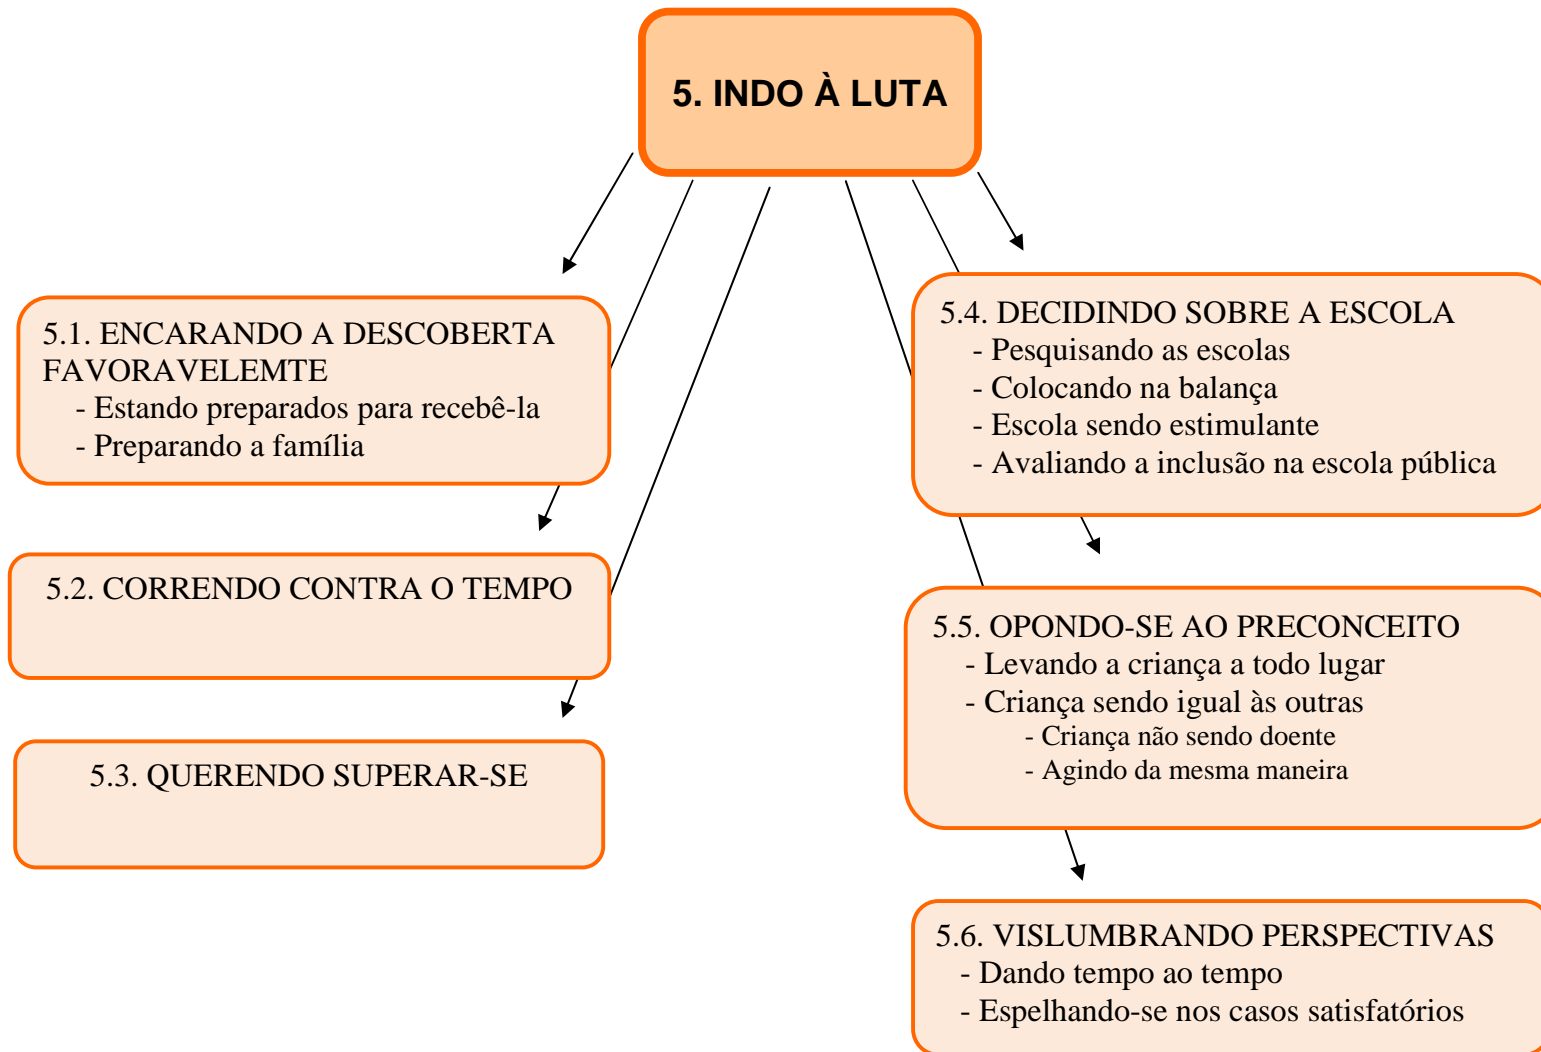 5. INDO À LUTA
5.1. ENCARANDO A DESCOBERTA
FAVORAVELEMTE
- Estando preparados para recebê-la
- Preparando a família
5.2. CORRENDO CONTRA O TEMPO
5.3. QUERENDO SUPERAR-SE
5.4. DECIDINDO SOBRE A ESCOLA
- Pesquisando as escolas
- Colocando na balança
- Escola sendo estimulante
- Avaliando a inclusão na escola pública
5.5. OPONDO-SE AO PRECONCEITO
- Levando a criança a todo lugar
- Criança sendo igual às outras
- Criança não sendo doente
- Agindo da mesma maneira
5.6. VISLUMBRANDO PERSPECTIVAS
- Dando tempo ao tempo
- Espelhando-se nos casos satisfatórios